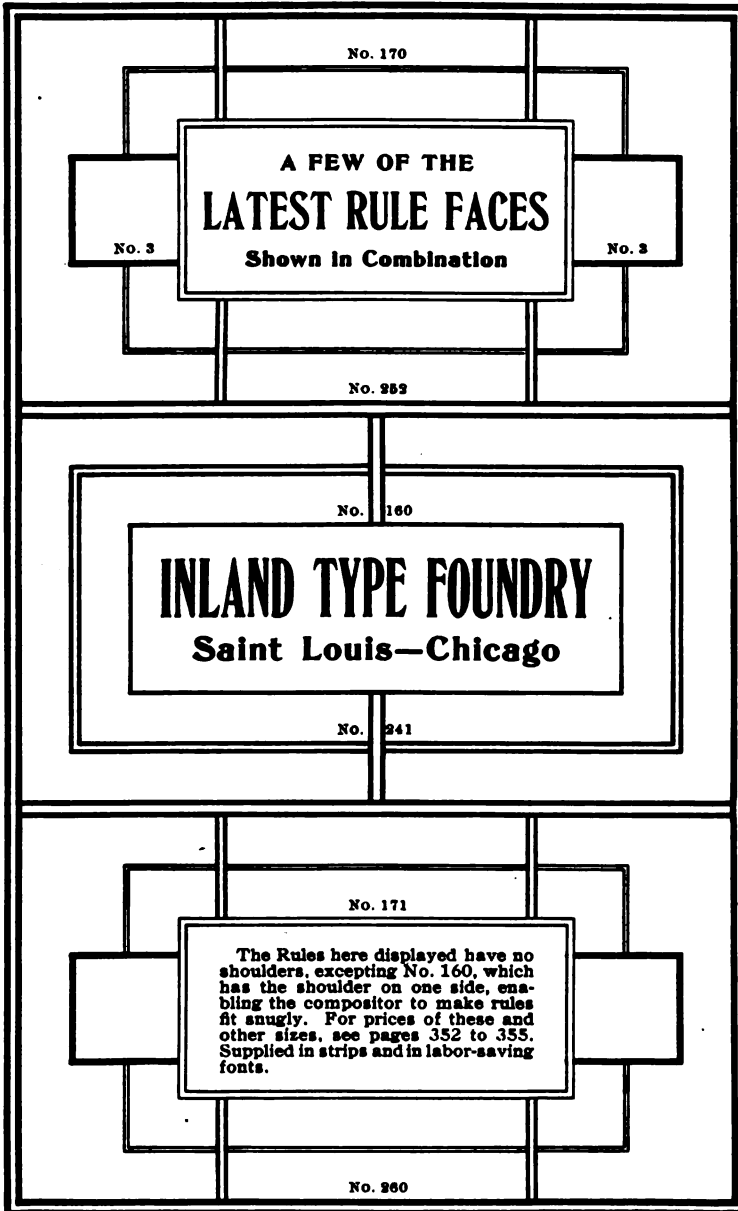 No. 170
A FEW OF THE
LATEST RULE FACES
No. 3
No. 3
Shown in Combination
No. 252
No. 160
INLAND TYPE FOUNDRY
Saint Louis—Chicago
No. 241
No. 171
The Rules here displayed have no
shoulders, excepting No. 160, which
has the shoulder on one side, ena-
bling the compositor to make rules
fit snugly. For prices of these and
other sizes, see pages 352 to 355.
Supplied in strips and in labor-saving
fonts.
No. 260